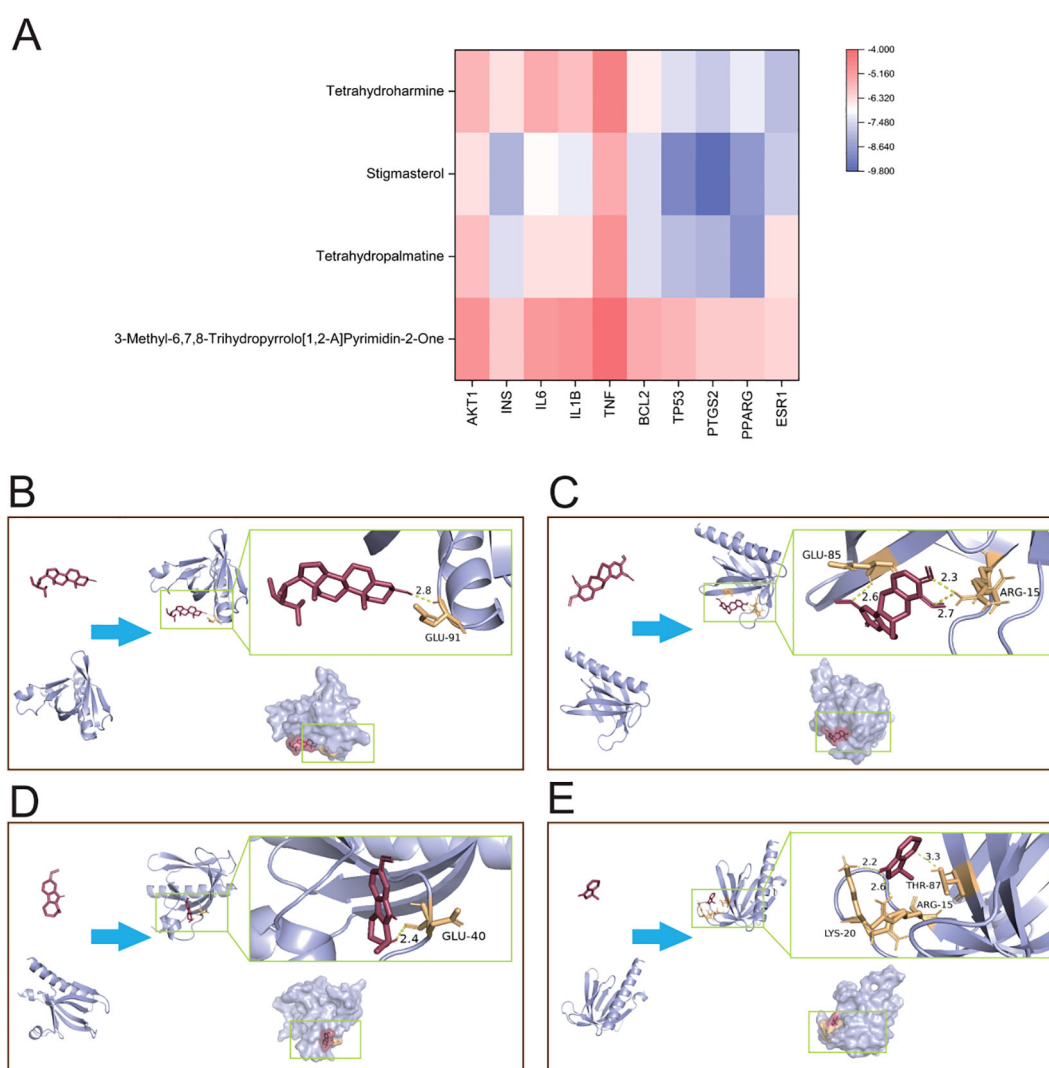 A
Tetrahydroharmine
Stigmasterol
Tetrahydropalmatine
3-Methyl-6,7,8-Trihydropyrrolo[1,2-A]Pyrimidin-2-One
AKT1
INS
IL6
IL1B
TNF
BCL2
TP53
PTGS2
PPARG
ESR1
-4.000
-5.160
-6.320
-7.480
-8.640
-9.800
B
2.8
GLU-91
C
GLU-85
2.3
2.6
ARG-15
2.7
D
2.4
GLU-40
E
2.2
3.3
2.6
THR-87
ARG-15
LYS-20